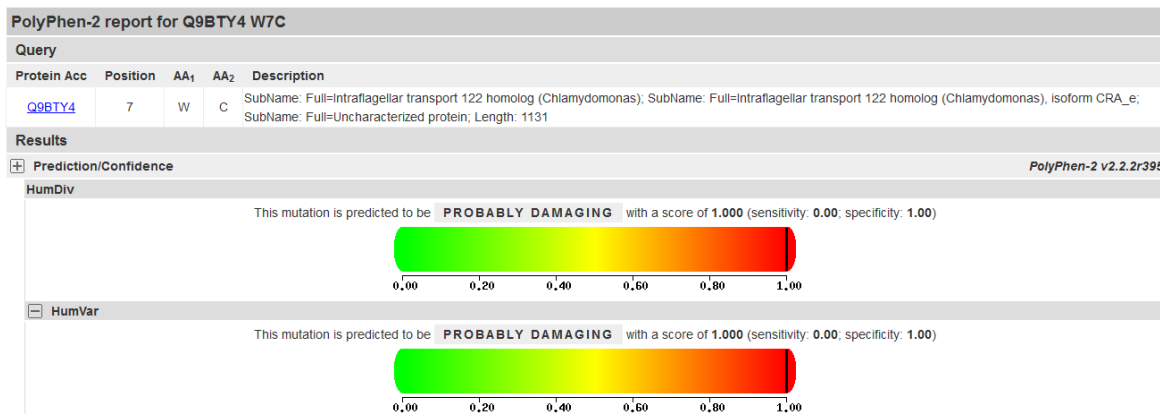 PolyPhen-2 report for Q9BTY4 W7C
Query
Protein Acc Position AA₁ AA₂ Description
Q9BTY4 7 W C SubName: Full=Intraflagellar transport 122 homolog (Chlamydomonas); SubName: Full=Intraflagellar transport 122 homolog (Chlamydomonas), isoform CRA_e;
SubName: Full=Uncharacterized protein; Length: 1131
Results
Prediction/Confidence PolyPhen-2 v2.2.2r395
HumDiv
This mutation is predicted to be PROBABLY DAMAGING with a score of 1.000 (sensitivity: 0.00; specificity: 1.00)
0.00 0.20 0.40 0.60 0.80 1.00
HumVar
This mutation is predicted to be PROBABLY DAMAGING with a score of 1.000 (sensitivity: 0.00; specificity: 1.00)
0.00 0.20 0.40 0.60 0.80 1.00